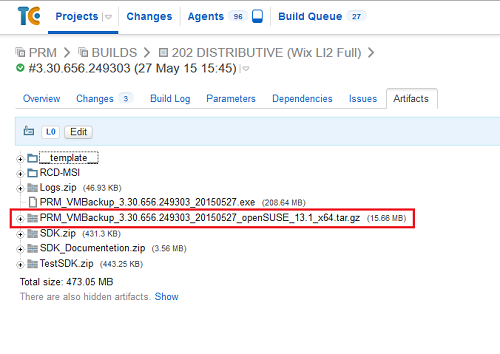 TC Projects Changes Agents 96 Build Queue 27
PRM BUILDS 202 DISTRIBUTIVE (Wix LI2 Full)
#3.30.656.249303 (27 May 15 15:45)
Overview Changes 3 Build Log Parameters Dependencies Issues Artifacts
L0 Edit
__template__
RCD-MSI
Logs.zip (46.93 KB)
PRM_VMBackup_3.30.656.249303_20150527.exe (208.64 MB)
PRM_VMBackup_3.30.656.249303_20150527_openSUSE_13.1_x64.tar.gz (15.66 MB)
SDK.zip (431.3 KB)
SDK_Documentetion.zip (3.56 MB)
TestSDK.zip (443.25 KB)
Total size: 473.05 MB
There are also hidden artifacts. Show